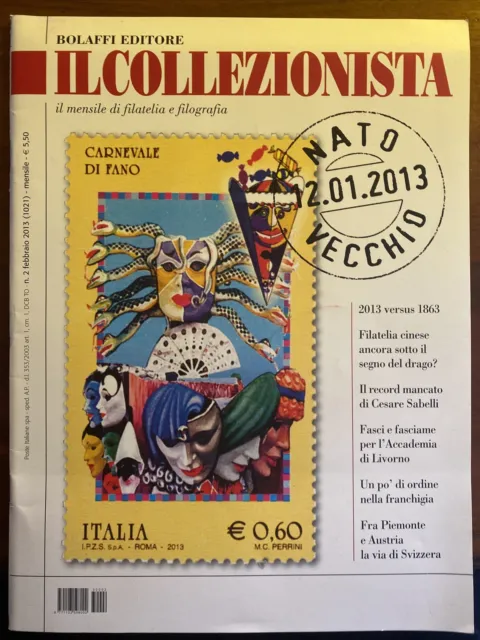 BOLAFFI EDITORE
IL COLLEZIONISTA
il mensile di filatelia e filografia
Poste Italiane spa - sped. A.P. - d.l. 353/2003 art. 1, cm. 1, DCB TO - n. 2 febbraio 2013 (1021) - mensile - € 5,50
CARNEVALE
DI FANO
NATO
12.01.2013
VECCHIO
2013 versus 1863
Filatelia cinese
ancora sotto il
segno del drago?
Il record mancato
di Cesare Sabelli
Fasci e fasciame
per l'Accademia
di Livorno
Un po' di ordine
nella franchigia
Fra Piemonte
e Austria
la via di Svizzera
ITALIA
€ 0,60
I.P.Z.S. S.p.A. - ROMA - 2013
M.C. PERRINI